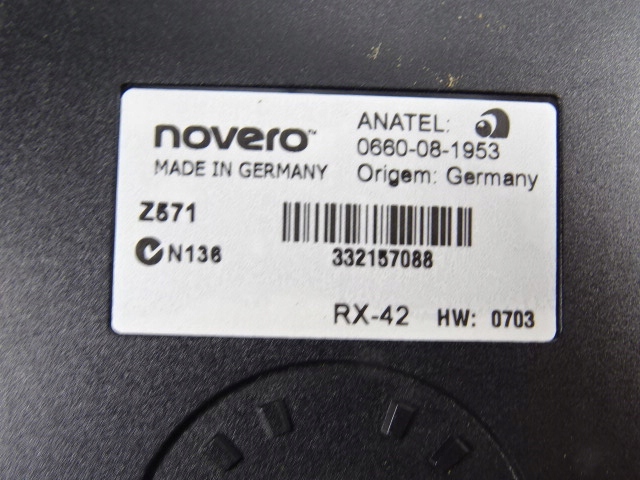 novero™
MADE IN GERMANY
ANATEL:
0660-08-1953
Origem: Germany
Z571
N136
332157088
RX-42 HW: 0703